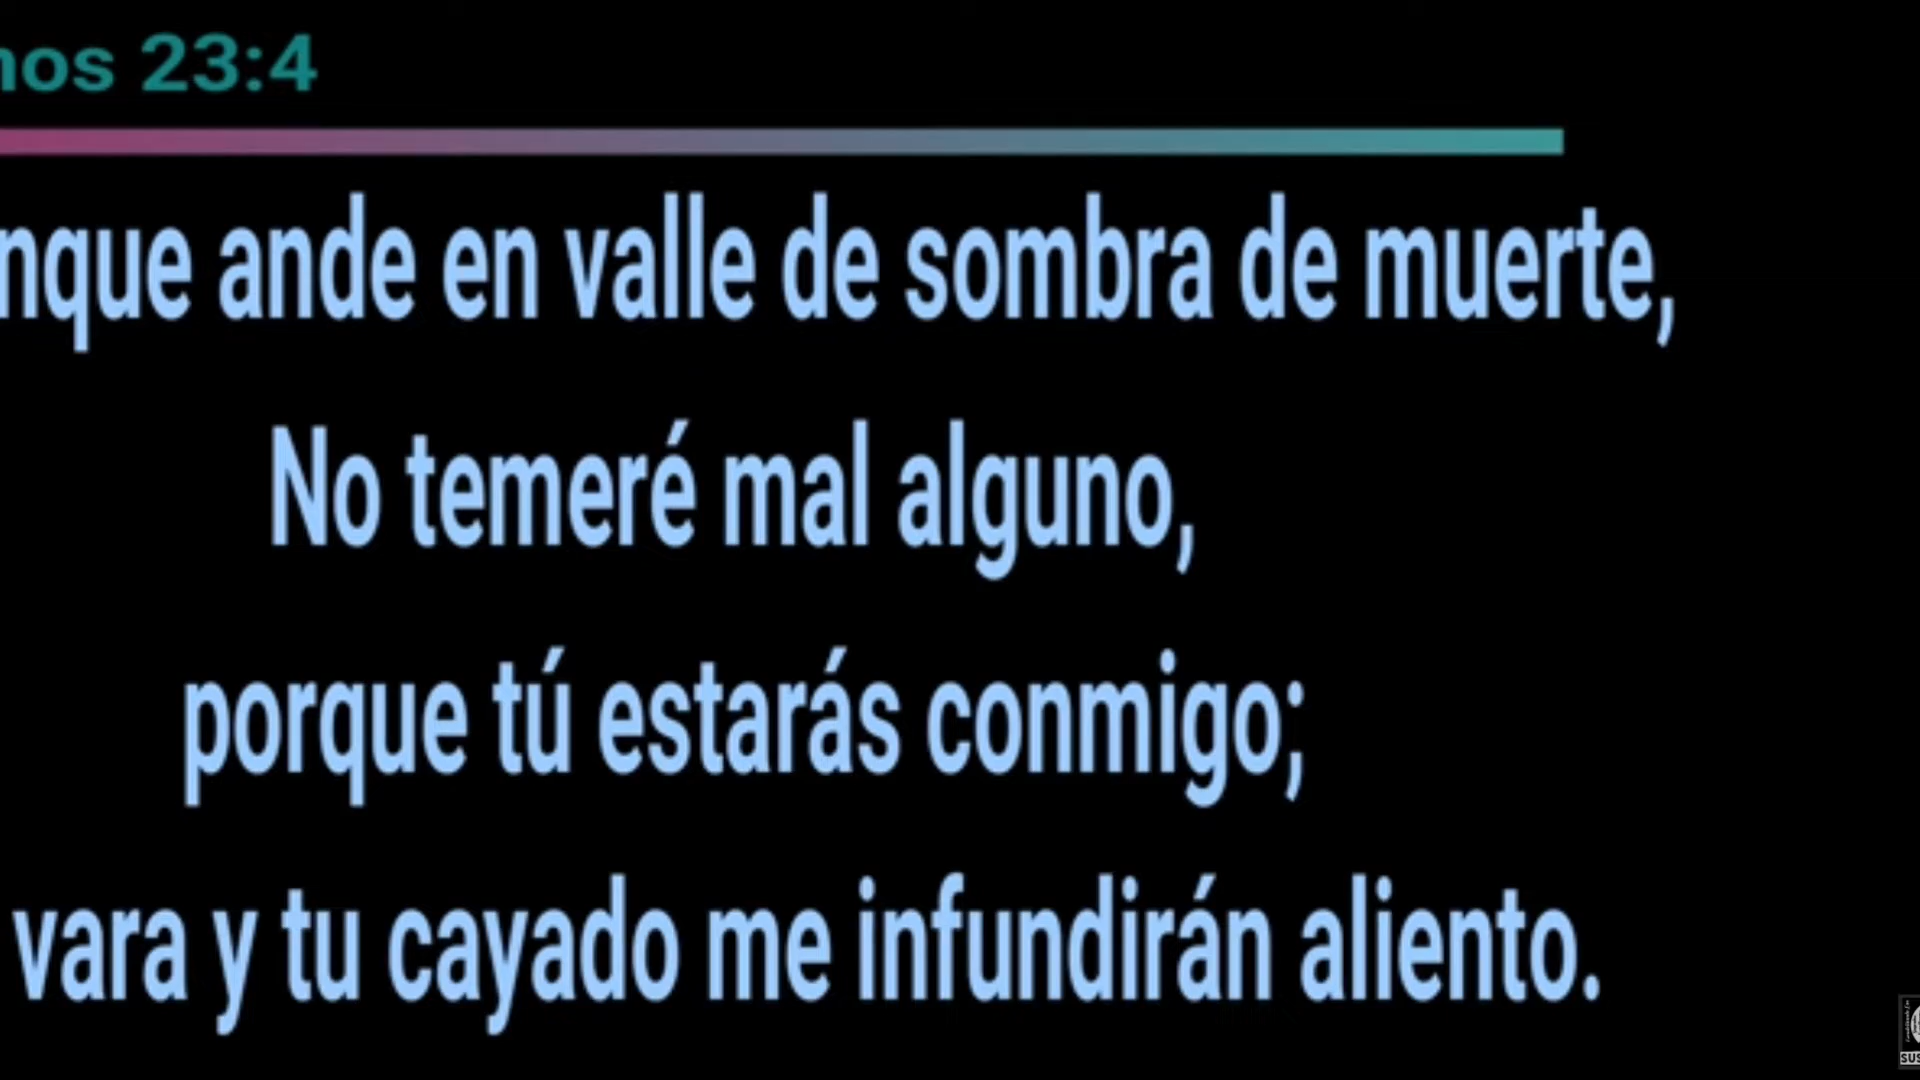 nos 23:4
nque ande en valle de sombra de muerte,
No temeré mal alguno,
porque tú estarás conmigo;
vara y tu cayado me infundirán aliento.
SUS